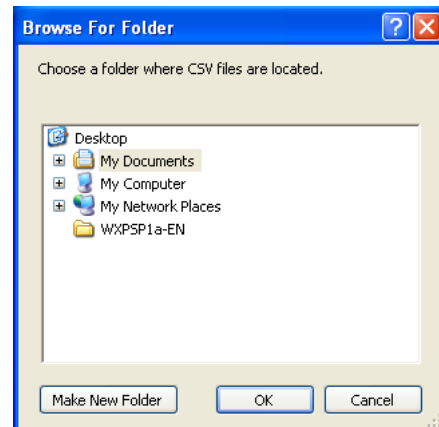 Browse For Folder
Choose a folder where CSV files are located.
Desktop
My Documents
My Computer
My Network Places
WXPSP1a-EN
Make New Folder OK Cancel